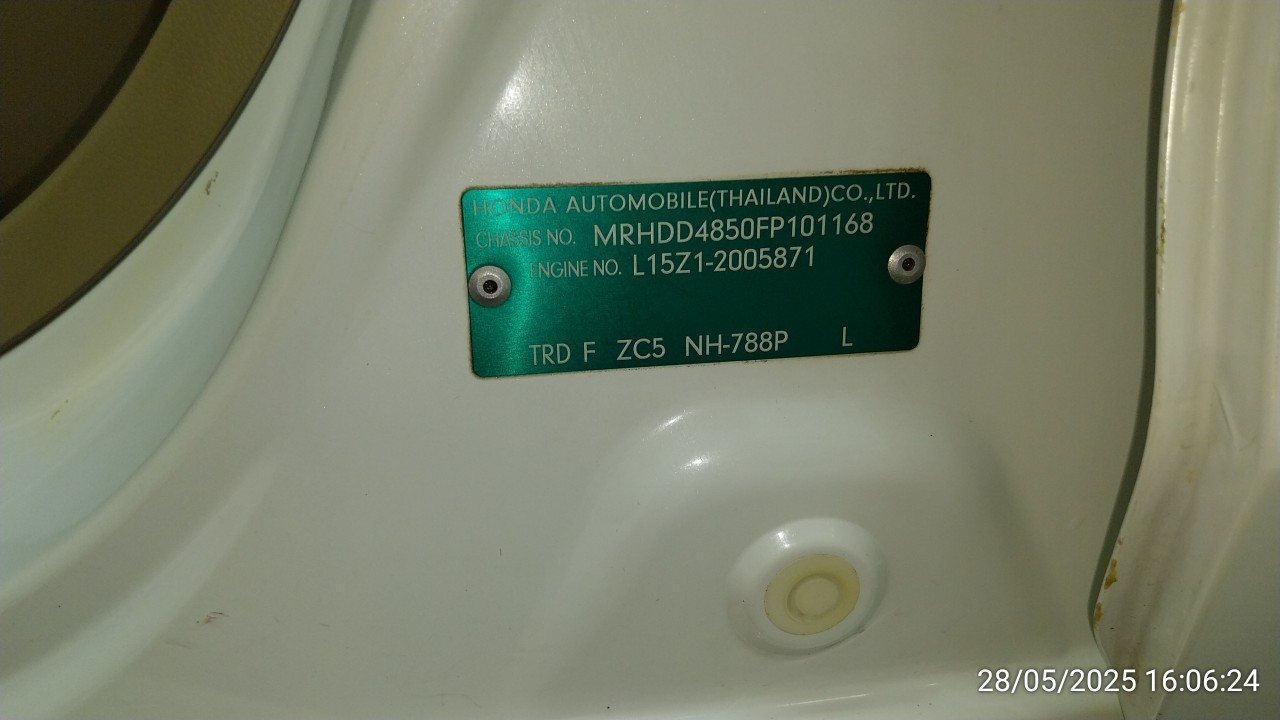 HONDA AUTOMOBILE(THAILAND)CO.,LTD.
CHASSIS NO. MRHDD4850FP101168
ENGINE NO. L15Z1-2005871
TRD F ZC5 NH-788P L
28/05/2025 16:06:24